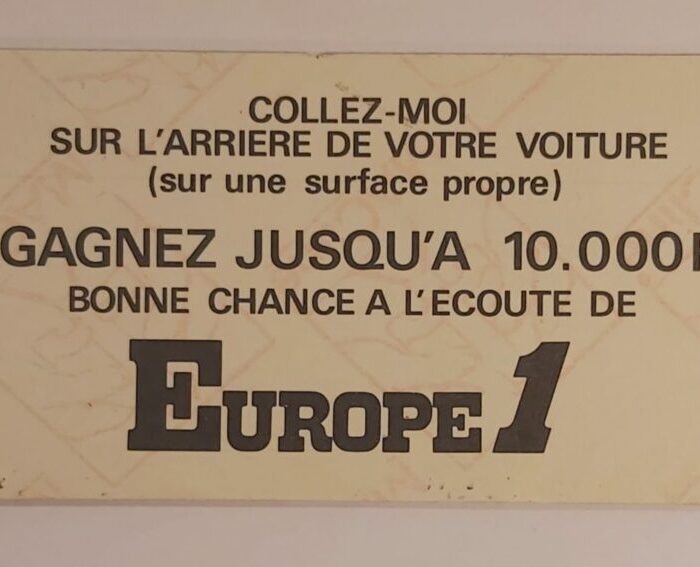 COLLEZ-MOI
SUR L'ARRIERE DE VOTRE VOITURE
(sur une surface propre)
GAGNEZ JUSQU'A 10.000
BONNE CHANCE A L'ECOUTE DE
EUROPE 1